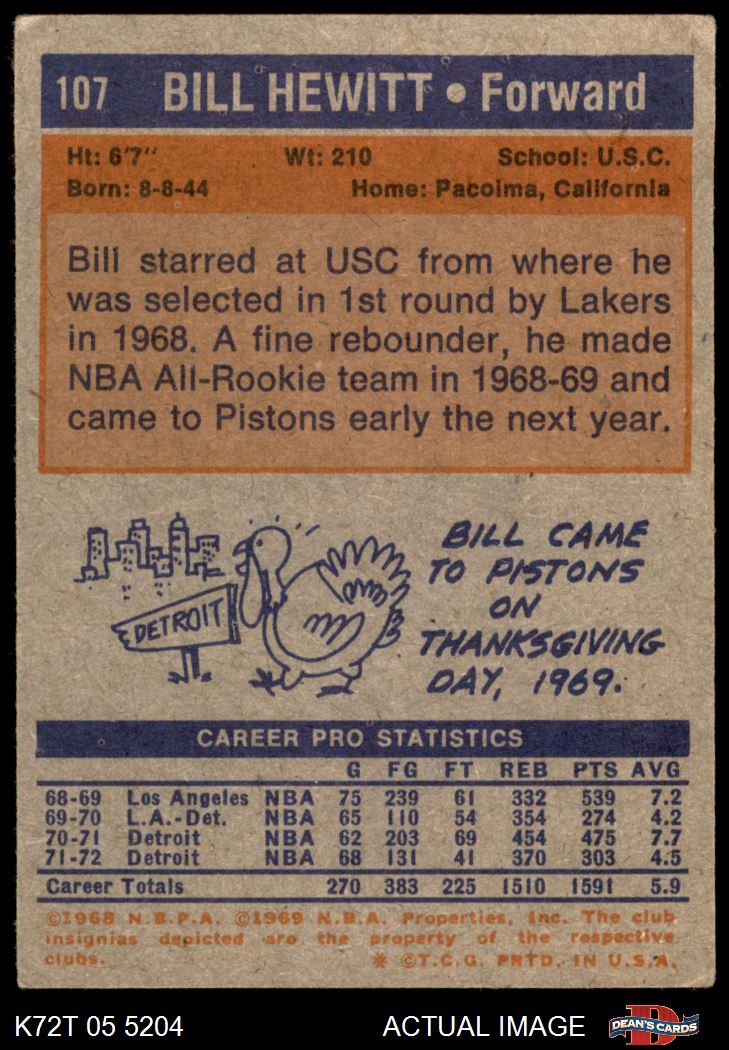 107 BILL HEWITT • Forward
Ht: 6'7" Wt: 210 School: U.S.C.
Born: 8-8-44 Home: Pacoima, California
Bill starred at USC from where he
was selected in 1st round by Lakers
in 1968. A fine rebounder, he made
NBA All-Rookie team in 1968-69 and
came to Pistons early the next year.
DETROIT
BILL CAME
TO PISTONS
ON
THANKSGIVING
DAY, 1969.
CAREER PRO STATISTICS
G FG FT REB PTS AVG
68-69 Los Angeles NBA 75 239 61 332 539 7.2
69-70 L.A.-Det. NBA 65 110 54 354 274 4.2
70-71 Detroit NBA 62 203 69 454 475 7.7
71-72 Detroit NBA 68 131 41 370 303 4.5
Career Totals 270 383 225 1510 1591 5.9
©1968 N.B.P.A. ©1969 N.B.A. Properties, Inc. The club
insignias depicted are the property of the respective
clubs. * ©T.C.G. PRTD. IN U.S.A.
K72T 05 5204 ACTUAL IMAGE DEAN'S CARDS